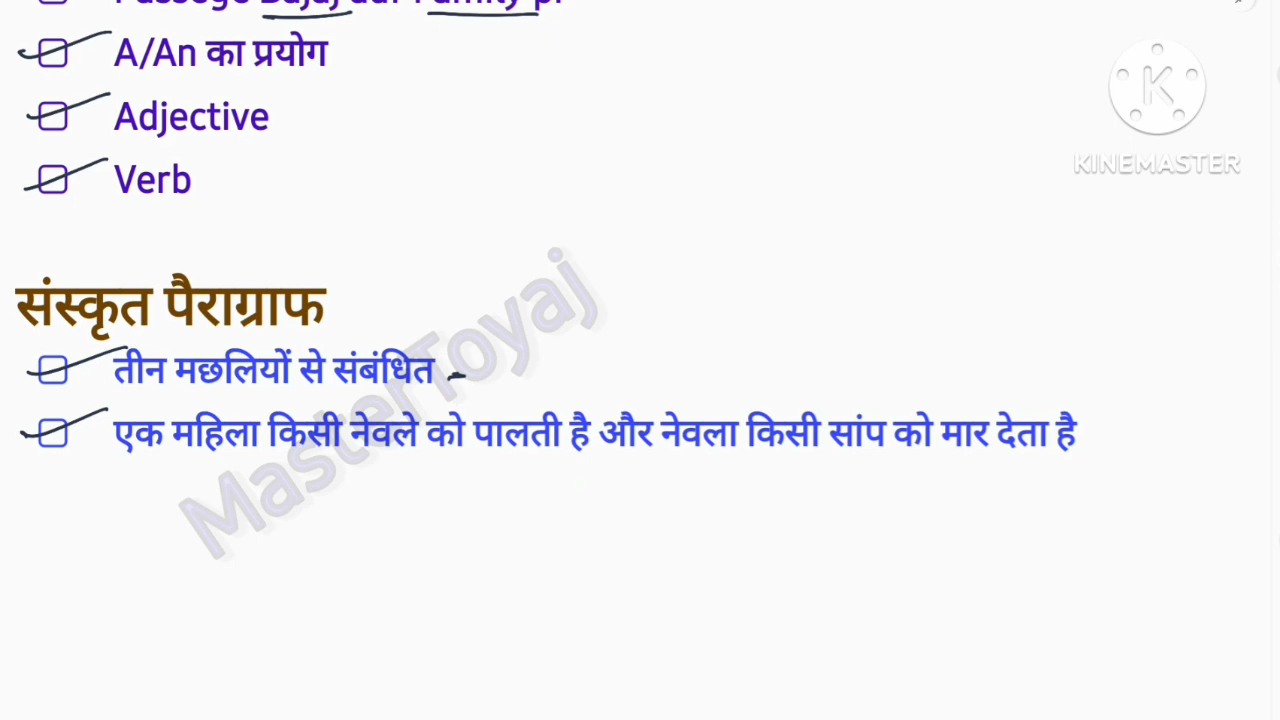 A/An का प्रयोग
Adjective
Verb
KINEMASTER
संस्कृत पैराग्राफ
तीन मछलियों से संबंधित -
एक महिला किसी नेवले को पालती है और नेवला किसी सांप को मार देता है
MasterToyaj